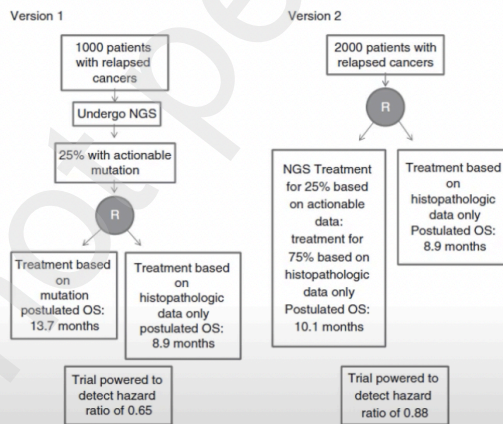 Version 1
1000 patients
with relapsed
cancers
Undergo NGS
25% with actionable
mutation
R
Treatment based
on
mutation
postulated OS:
13.7 months
Treatment based
on
histopathologic
data only
postulated OS:
8.9 months
Trial powered to
detect hazard
ratio of 0.65
Version 2
2000 patients with
relapsed cancers
R
NGS Treatment
for 25% based
on actionable
data:
treatment for
75% based on
histopathologic
data only
Postulated OS:
10.1 months
Treatment based
on
histopathologic
data only
Postulated OS:
8.9 months
Trial powered to
detect hazard
ratio of 0.88